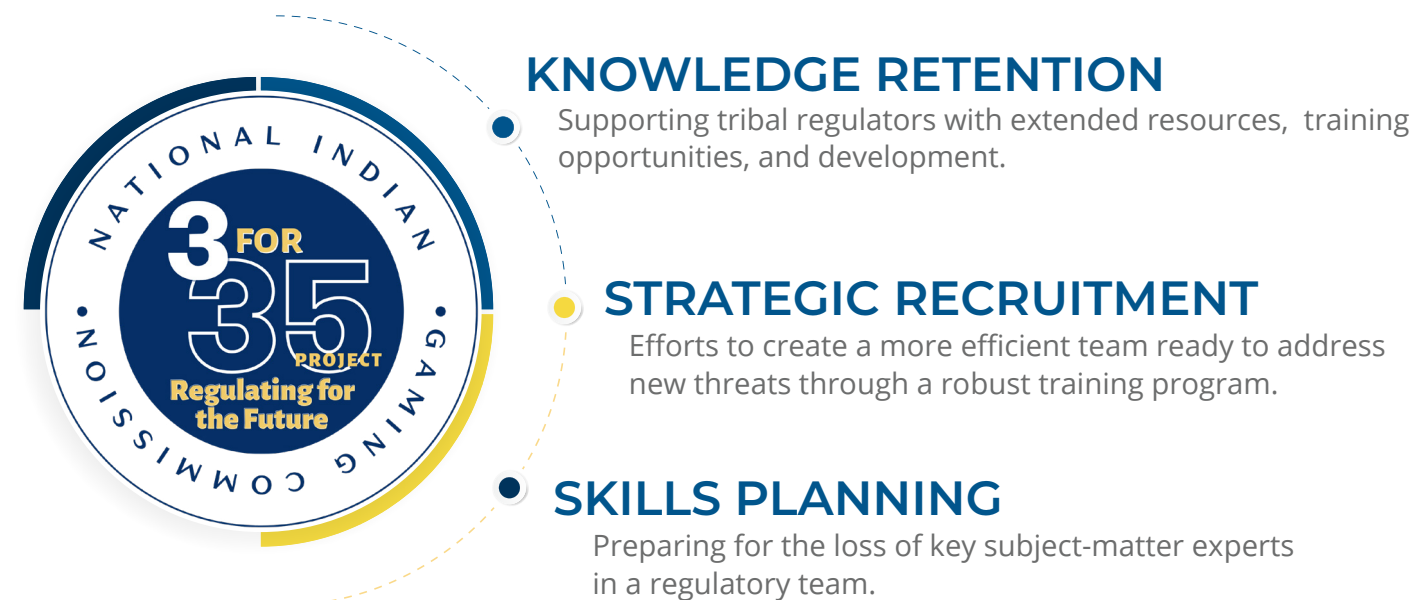 NATIONAL INDIAN
• GAMING COMMISSION •
3 FOR
35
PROJECT
Regulating for
the Future
KNOWLEDGE RETENTION
Supporting tribal regulators with extended resources,  training
opportunities, and development.
STRATEGIC RECRUITMENT
Efforts to create a more efficient team ready to address
new threats through a robust training program.
SKILLS PLANNING
Preparing for the loss of key subject-matter experts
in a regulatory team.